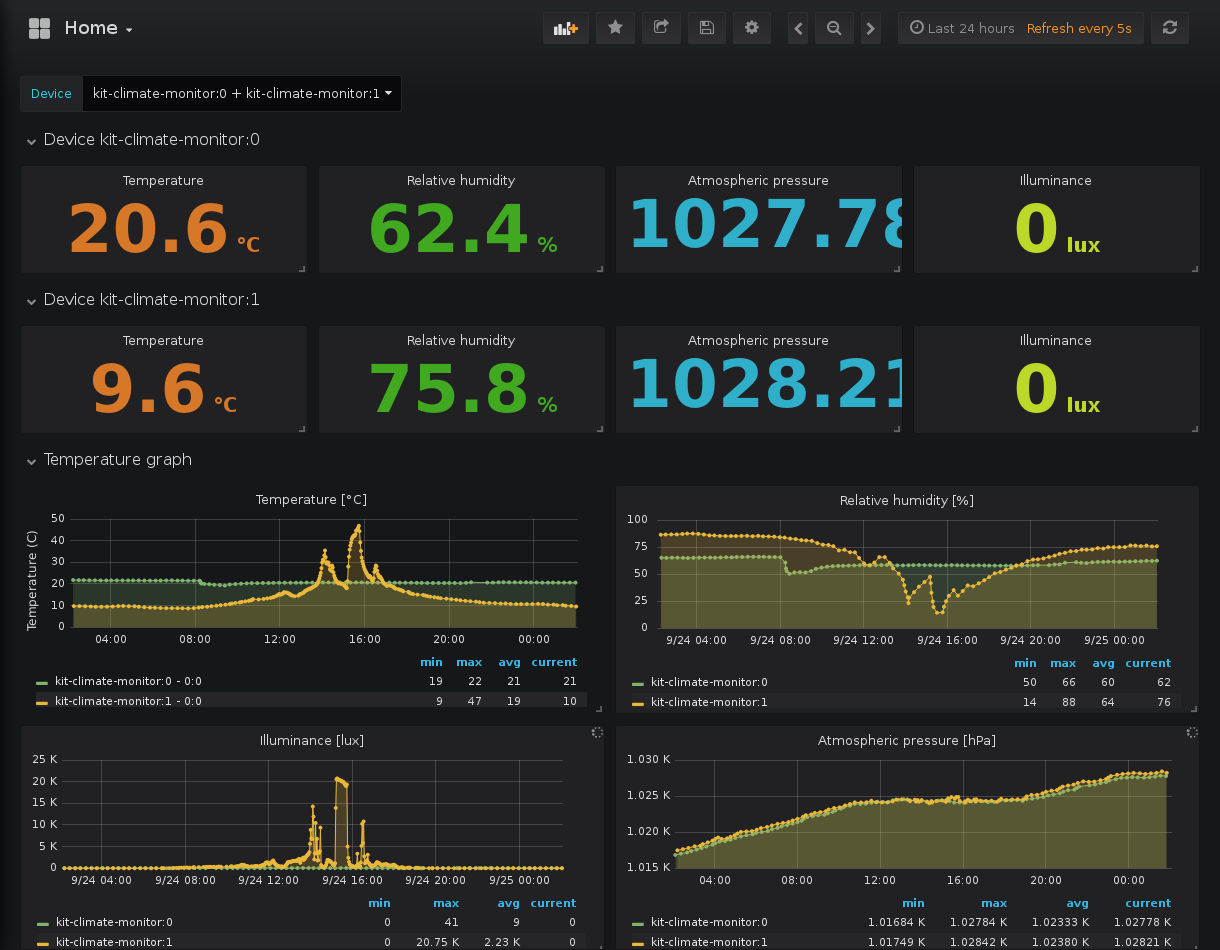 Home
Last 24 hours Refresh every 5s
Device kit-climate-monitor:0 + kit-climate-monitor:1
Device kit-climate-monitor:0
Temperature Relative humidity Atmospheric pressure Illuminance
20.6 °C 62.4 % 1027.78 0 lux
Device kit-climate-monitor:1
Temperature Relative humidity Atmospheric pressure Illuminance
9.6 °C 75.8 % 1028.21 0 lux
Temperature graph
Temperature [°C]
Temperature (C)
50
40
30
20
10
0
04:00 08:00 12:00 16:00 20:00 00:00
min max avg current
kit-climate-monitor:0 - 0:0 19 22 21 21
kit-climate-monitor:1 - 0:0 9 47 19 10
Relative humidity [%]
100
75
50
25
0
9/24 04:00 9/24 08:00 9/24 12:00 9/24 16:00 9/24 20:00 9/25 00:00
min max avg current
kit-climate-monitor:0 50 66 60 62
kit-climate-monitor:1 14 88 64 76
Illuminance [lux]
25 K
20 K
15 K
10 K
5 K
0
9/24 04:00 9/24 08:00 9/24 12:00 9/24 16:00 9/24 20:00 9/25 00:00
min max avg current
kit-climate-monitor:0 0 41 9 0
kit-climate-monitor:1 0 20.75 K 2.23 K 0
Atmospheric pressure [hPa]
1.030 K
1.025 K
1.020 K
1.015 K
04:00 08:00 12:00 16:00 20:00 00:00
min max avg current
kit-climate-monitor:0 1.01684 K 1.02784 K 1.02333 K 1.02778 K
kit-climate-monitor:1 1.01749 K 1.02842 K 1.02380 K 1.02821 K